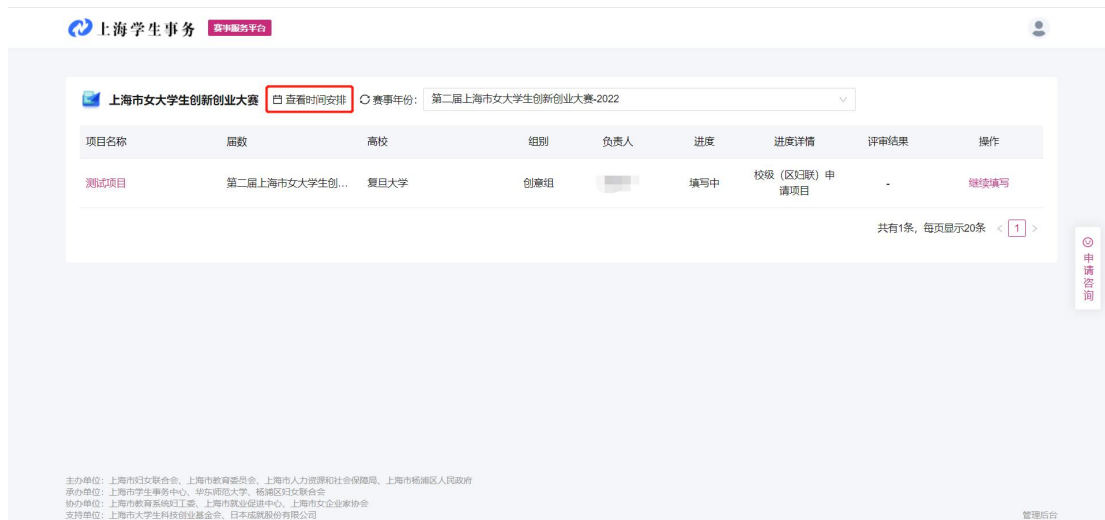 上海学生事务 赛事服务平台
上海市女大学生创新创业大赛 查看时间安排 赛事年份： 第二届上海市女大学生创新创业大赛-2022
项目名称 届数 高校 组别 负责人 进度 进度详情 评审结果 操作
测试项目 第二届上海市女大学生创... 复旦大学 创意组 填写中 校级（区妇联）申 - 继续填写
请项目
共有1条，每页显示20条 < 1 >
申请咨询
主办单位：上海市妇女联合会、上海市教育委员会、上海市人力资源和社会保障局、上海市杨浦区人民政府
承办单位：上海市学生事务中心、华东师范大学、杨浦区妇女联合会
协办单位：上海市教育系统妇工委、上海市就业促进中心、上海市女企业家协会
支持单位：上海市大学生科技创业基金会、日本成就股份有限公司 管理后台